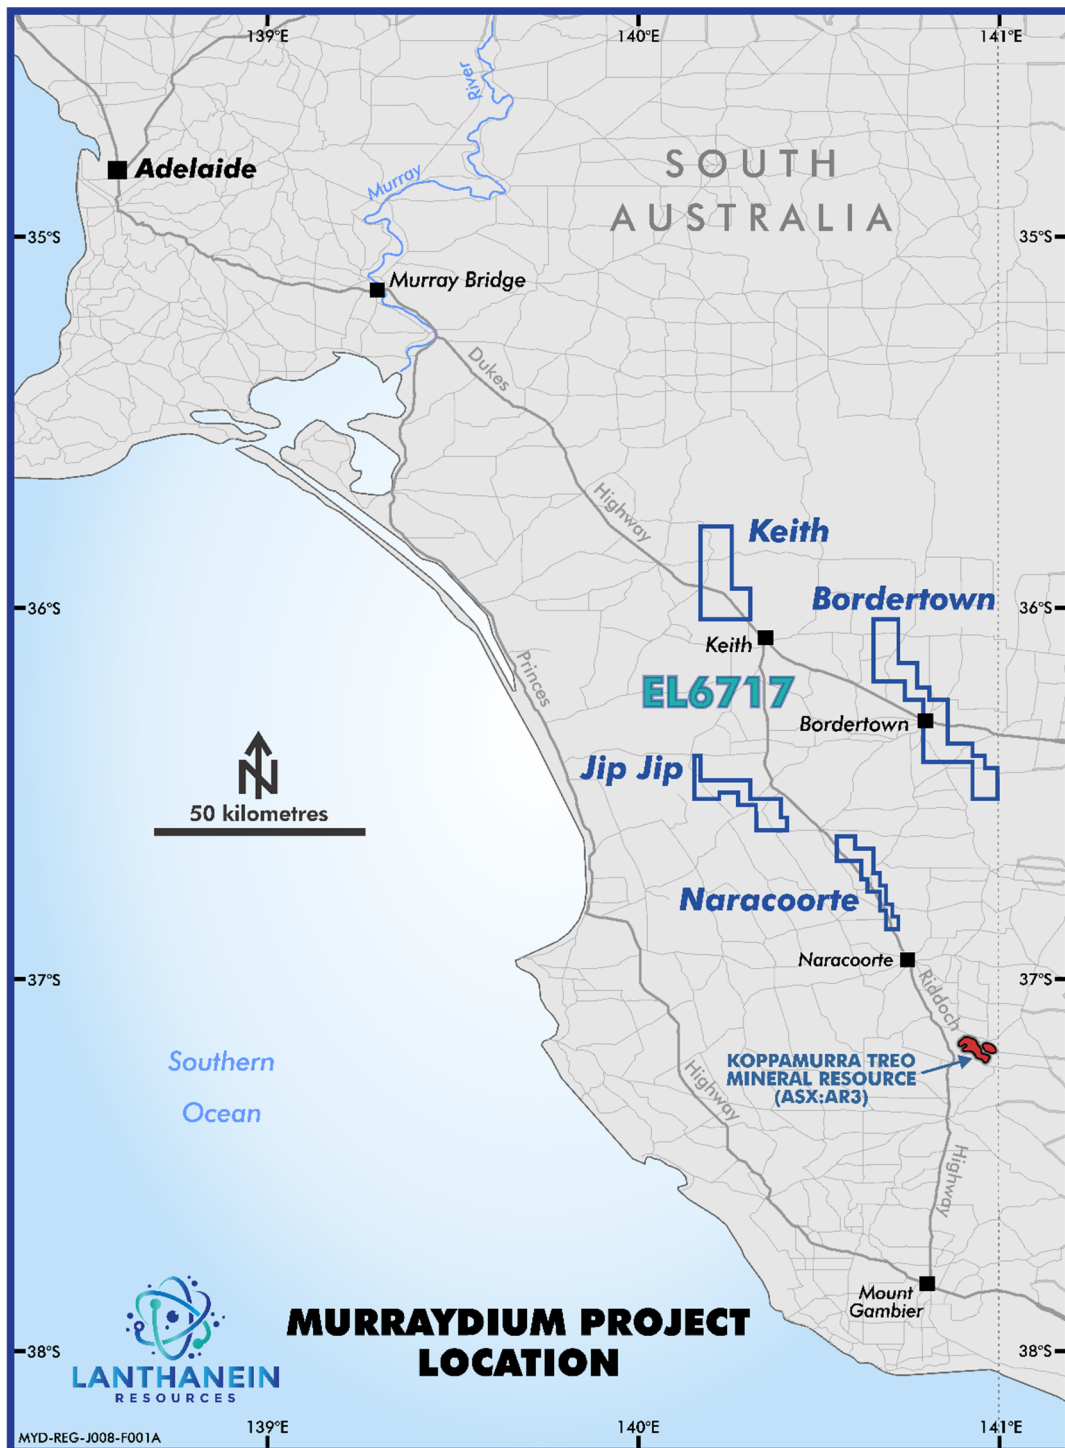 139°E
140°E
141°E
River
Murray
Adelaide
SOUTH
AUSTRALIA
35°S
35°S
Murray Bridge
Dukes
Highway
Keith
Bordertown
36°S
36°S
Keith
Princes
EL6717
Bordertown
Jip Jip
N
50 kilometres
Naracoorte
Naracoorte
37°S
37°S
Riddoch
Southern
Ocean
KOPPAMURRA TREO
MINERAL RESOURCE
(ASX:AR3)
Highway
Highway
Mount
Gambier
MURRAYDIUM PROJECT
LOCATION
38°S
38°S
LANTHANEIN
RESOURCES
139°E
140°E
141°E
MYD-REG-J008-F001A